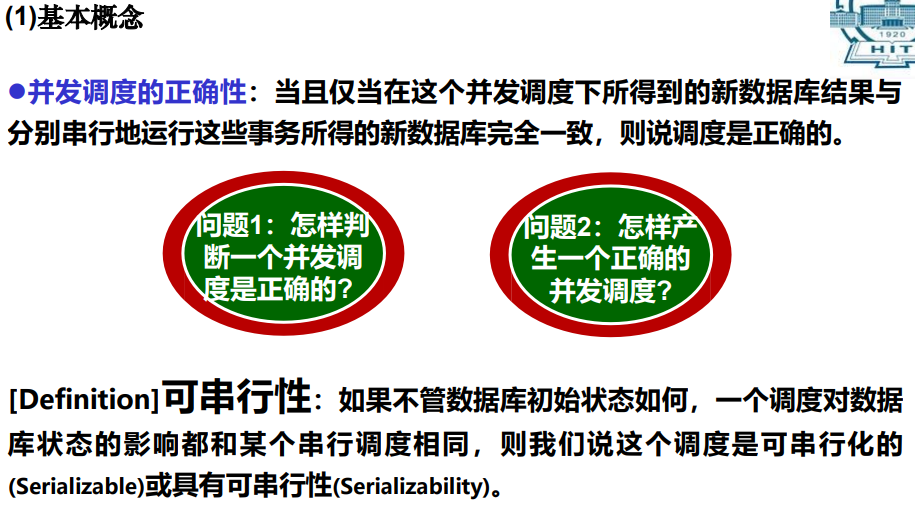 (1)基本概念
1920
HIT
●并发调度的正确性：当且仅当在这个并发调度下所得到的新数据库结果与
分别串行地运行这些事务所得的新数据库完全一致，则说调度是正确的。
问题1：怎样判
断一个并发调
度是正确的?
问题2：怎样产
生一个正确的
并发调度?
[Definition]可串行性：如果不管数据库初始状态如何，一个调度对数据
库状态的影响都和某个串行调度相同，则我们说这个调度是可串行化的
(Serializable)或具有可串行性(Serializability)。